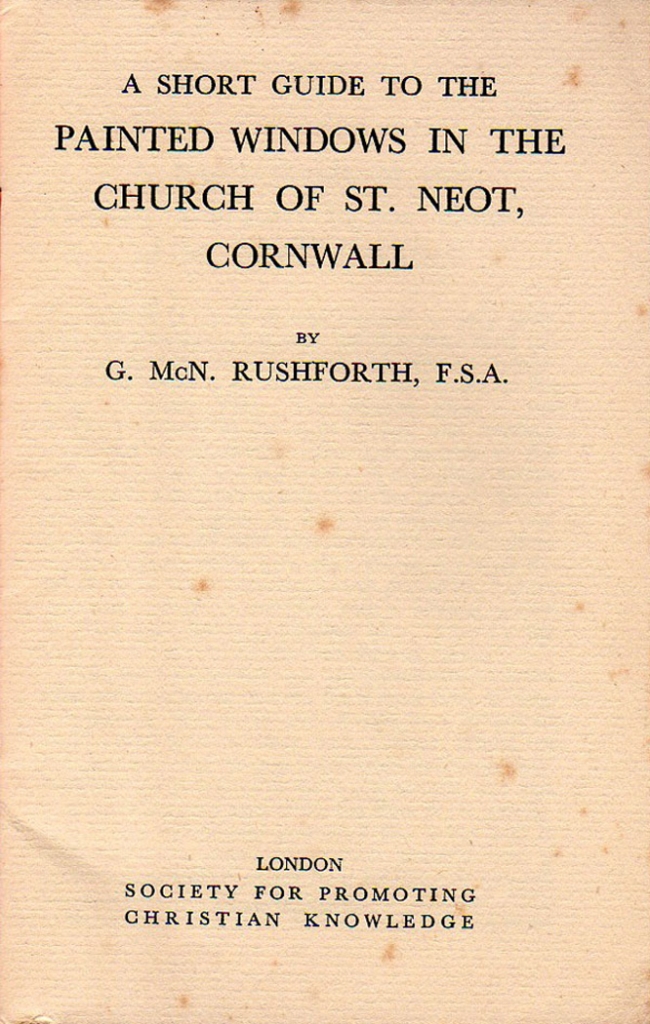 A SHORT GUIDE TO THE
PAINTED WINDOWS IN THE
CHURCH OF ST. NEOT,
CORNWALL
BY
G. McN. RUSHFORTH, F.S.A.
LONDON
SOCIETY FOR PROMOTING
CHRISTIAN KNOWLEDGE